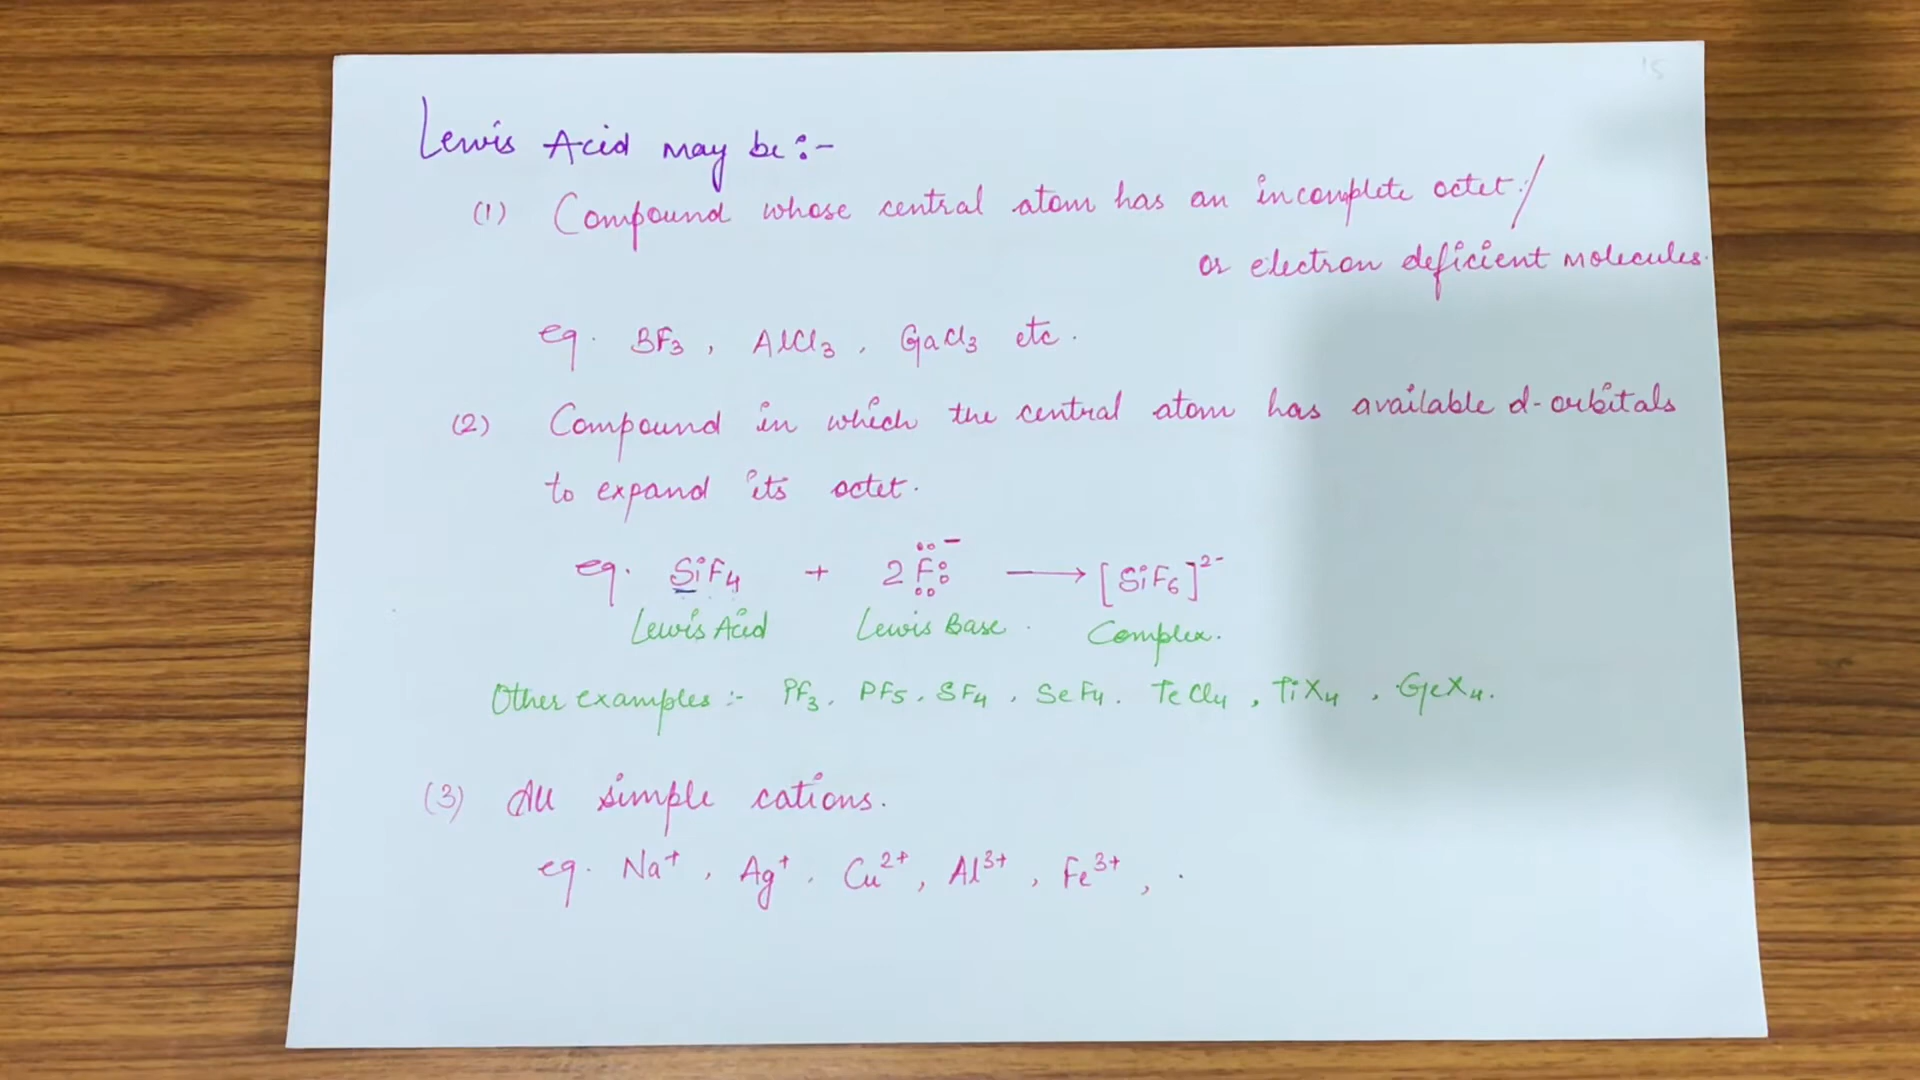 15
Lewis Acid may be :-
(1) Compound whose central atom has an incomplete octet /
or electron deficient molecules.
eg. BF₃, AlCl₃, GaCl₃ etc.
(2) Compound in which the central atom has available d-orbitals
to expand its octet.
eg. SiF₄ + 2F⁻ ⟶ [SiF₆]²⁻
Lewis Acid Lewis Base. Complex.
Other examples :- PF₃, PF₅, SF₄, SeF₄. TeCl₄, TiX₄, GeX₄.
(3) All simple cations.
eg. Na⁺, Ag⁺, Cu²⁺, Al³⁺, Fe³⁺,